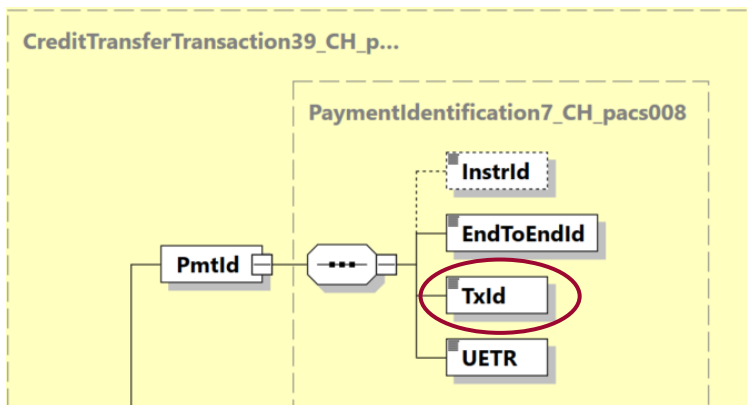 CreditTransferTransaction39_CH_p...
PaymentIdentification7_CH_pacs008
InstrId
EndToEndId
PmtId
TxId
UETR